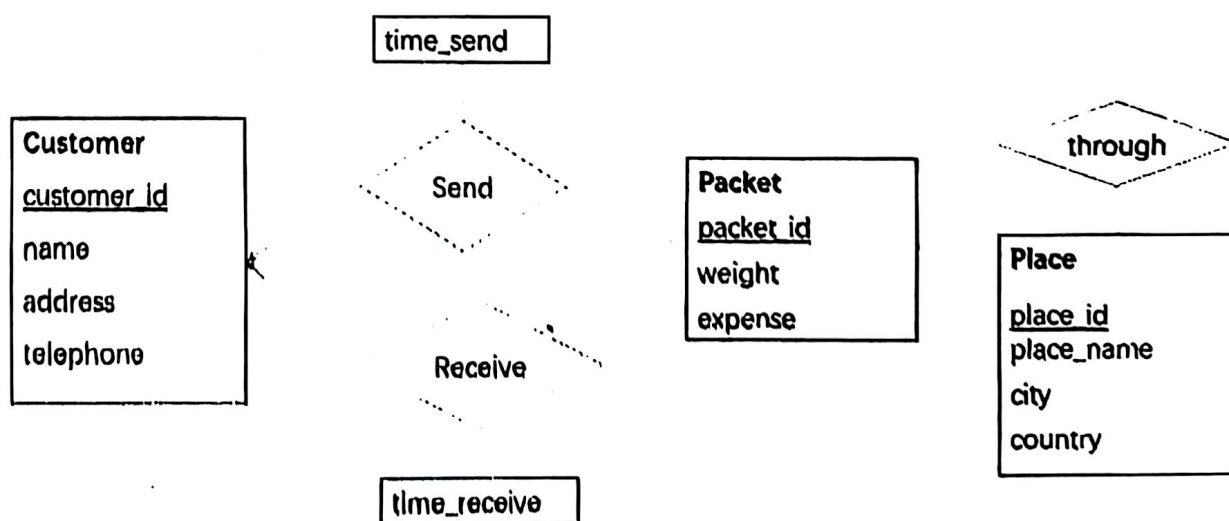 time_send
Customer
customer_id
name
address
telephone
Send
Receive
time_receive
Packet
packet_id
weight
expense
through
Place
place_id
place_name
city
country